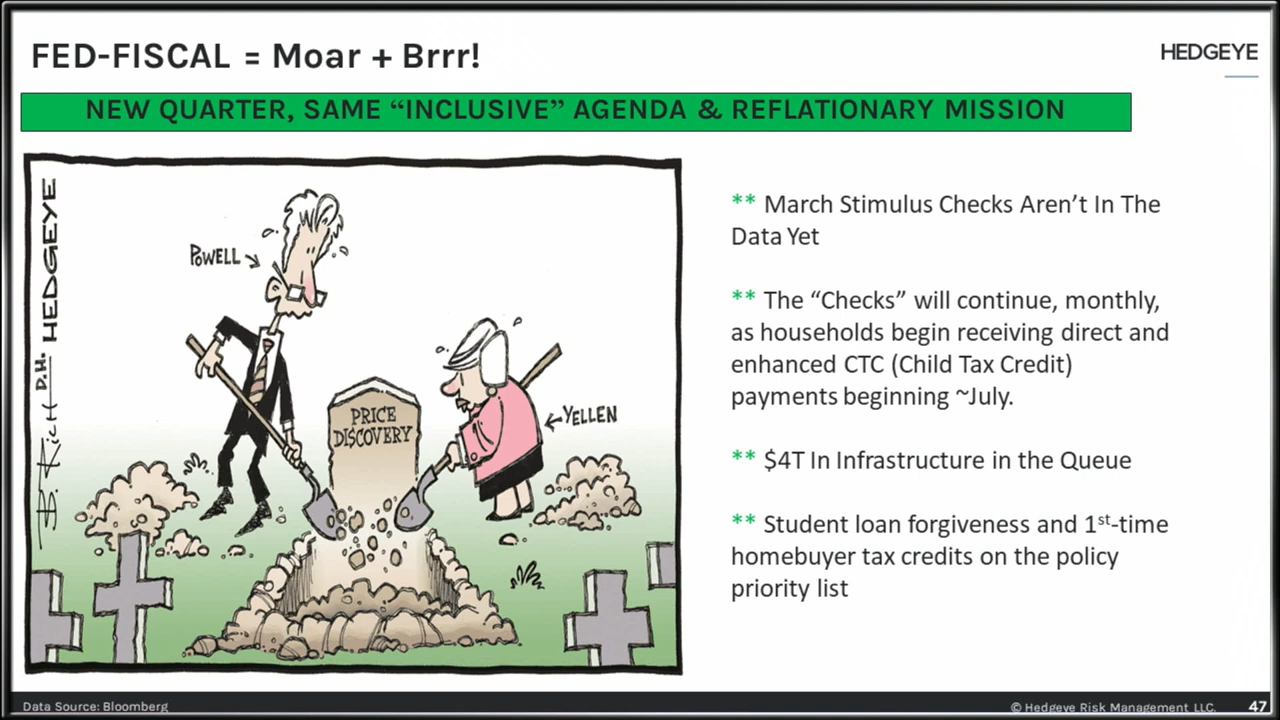 FED-FISCAL = Moar + Brrr!
HEDGEYE
NEW QUARTER, SAME “INCLUSIVE” AGENDA & REFLATIONARY MISSION
HEDGEYE
B. Rich D.H.
POWELL
PRICE
DISCOVERY
YELLEN
** March Stimulus Checks Aren’t In The
Data Yet
** The “Checks” will continue, monthly,
as households begin receiving direct and
enhanced CTC (Child Tax Credit)
payments beginning ~July.
** $4T In Infrastructure in the Queue
** Student loan forgiveness and 1st-time
homebuyer tax credits on the policy
priority list
Data Source: Bloomberg
© Hedgeye Risk Management LLC.
47